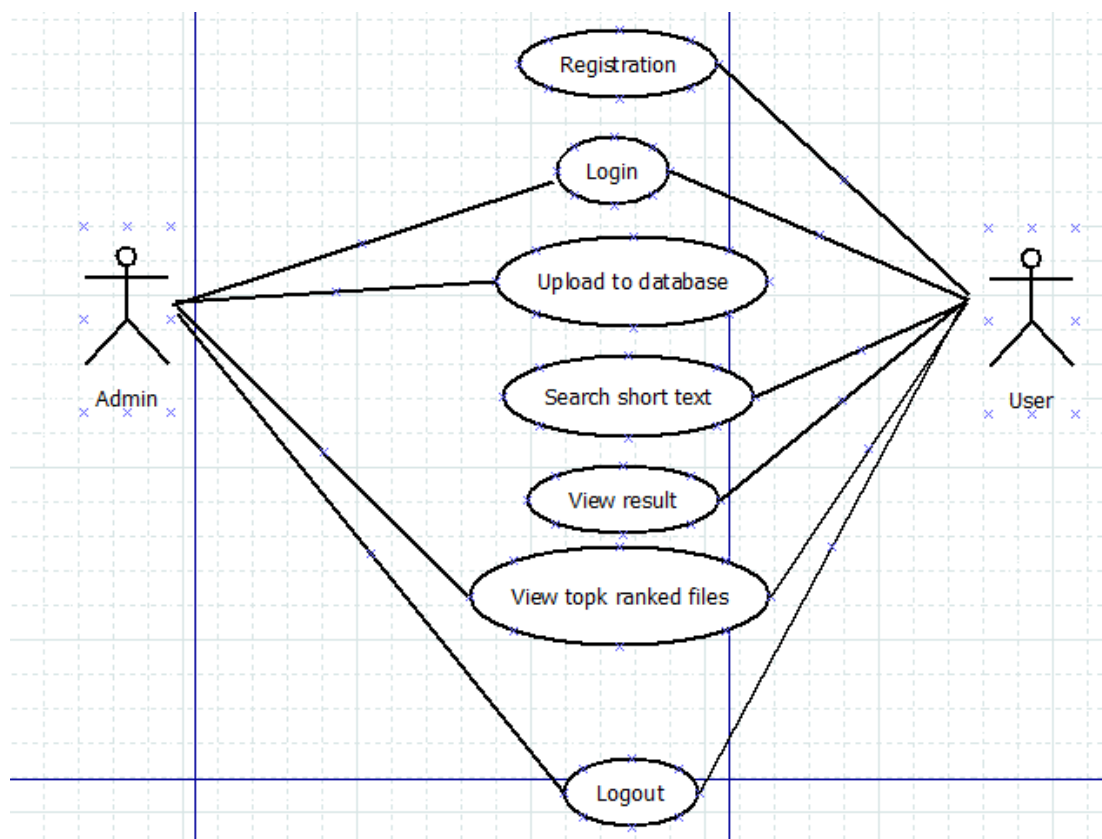 Registration
Login
Upload to database
Admin
Search short text
User
View result
View topk ranked files
Logout